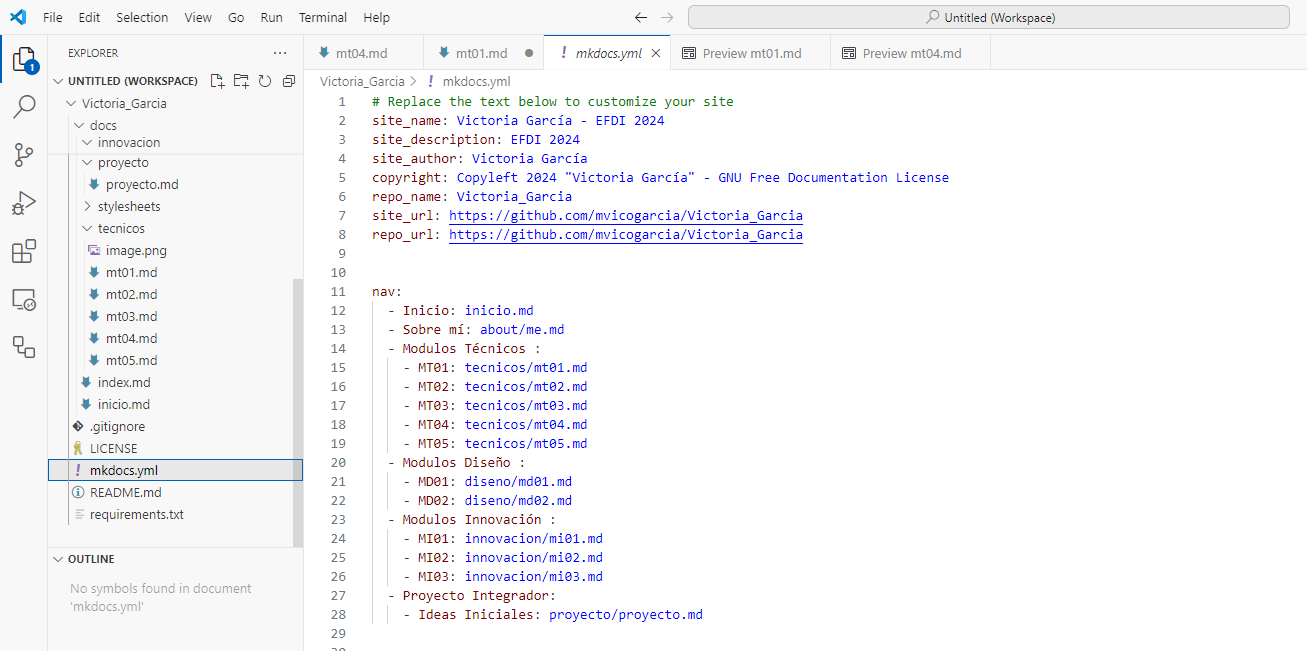 File Edit Selection View Go Run Terminal Help
Untitled (Workspace)
1
EXPLORER
UNTITLED (WORKSPACE)
Victoria_Garcia
docs
innovacion
proyecto
proyecto.md
stylesheets
tecnicos
image.png
mt01.md
mt02.md
mt03.md
mt04.md
mt05.md
index.md
inicio.md
.gitignore
LICENSE
mkdocs.yml
README.md
requirements.txt
OUTLINE
No symbols found in document
'mkdocs.yml'
mt04.md mt01.md mkdocs.yml Preview mt01.md Preview mt04.md
Victoria_Garcia > ! mkdocs.yml
1 # Replace the text below to customize your site
2 site_name: Victoria García - EFDI 2024
3 site_description: EFDI 2024
4 site_author: Victoria García
5 copyright: Copyleft 2024 "Victoria García" - GNU Free Documentation License
6 repo_name: Victoria_Garcia
7 site_url: https://github.com/mvicogarcia/Victoria_Garcia
8 repo_url: https://github.com/mvicogarcia/Victoria_Garcia
9
10
11 nav:
12 - Inicio: inicio.md
13 - Sobre mí: about/me.md
14 - Modulos Técnicos :
15 - MT01: tecnicos/mt01.md
16 - MT02: tecnicos/mt02.md
17 - MT03: tecnicos/mt03.md
18 - MT04: tecnicos/mt04.md
19 - MT05: tecnicos/mt05.md
20 - Modulos Diseño :
21 - MD01: diseno/md01.md
22 - MD02: diseno/md02.md
23 - Modulos Innovación :
24 - MI01: innovacion/mi01.md
25 - MI02: innovacion/mi02.md
26 - MI03: innovacion/mi03.md
27 - Proyecto Integrador:
28 - Ideas Iniciales: proyecto/proyecto.md
29
30